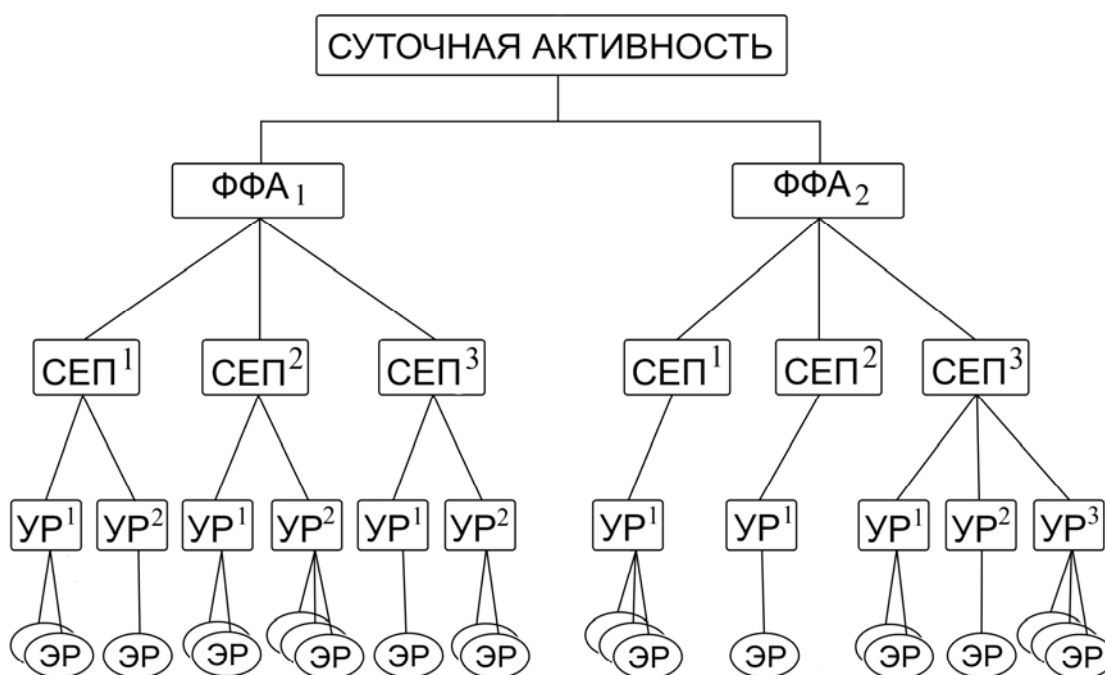 СУТОЧНАЯ АКТИВНОСТЬ
ФФА₁ ФФА₂
СЕП¹ СЕП² СЕП³ СЕП¹ СЕП² СЕП³
УР¹ УР² УР¹ УР² УР¹ УР² УР¹ УР¹ УР¹ УР² УР³
ЭР ЭР ЭР ЭР ЭР ЭР ЭР ЭР ЭР ЭР ЭР